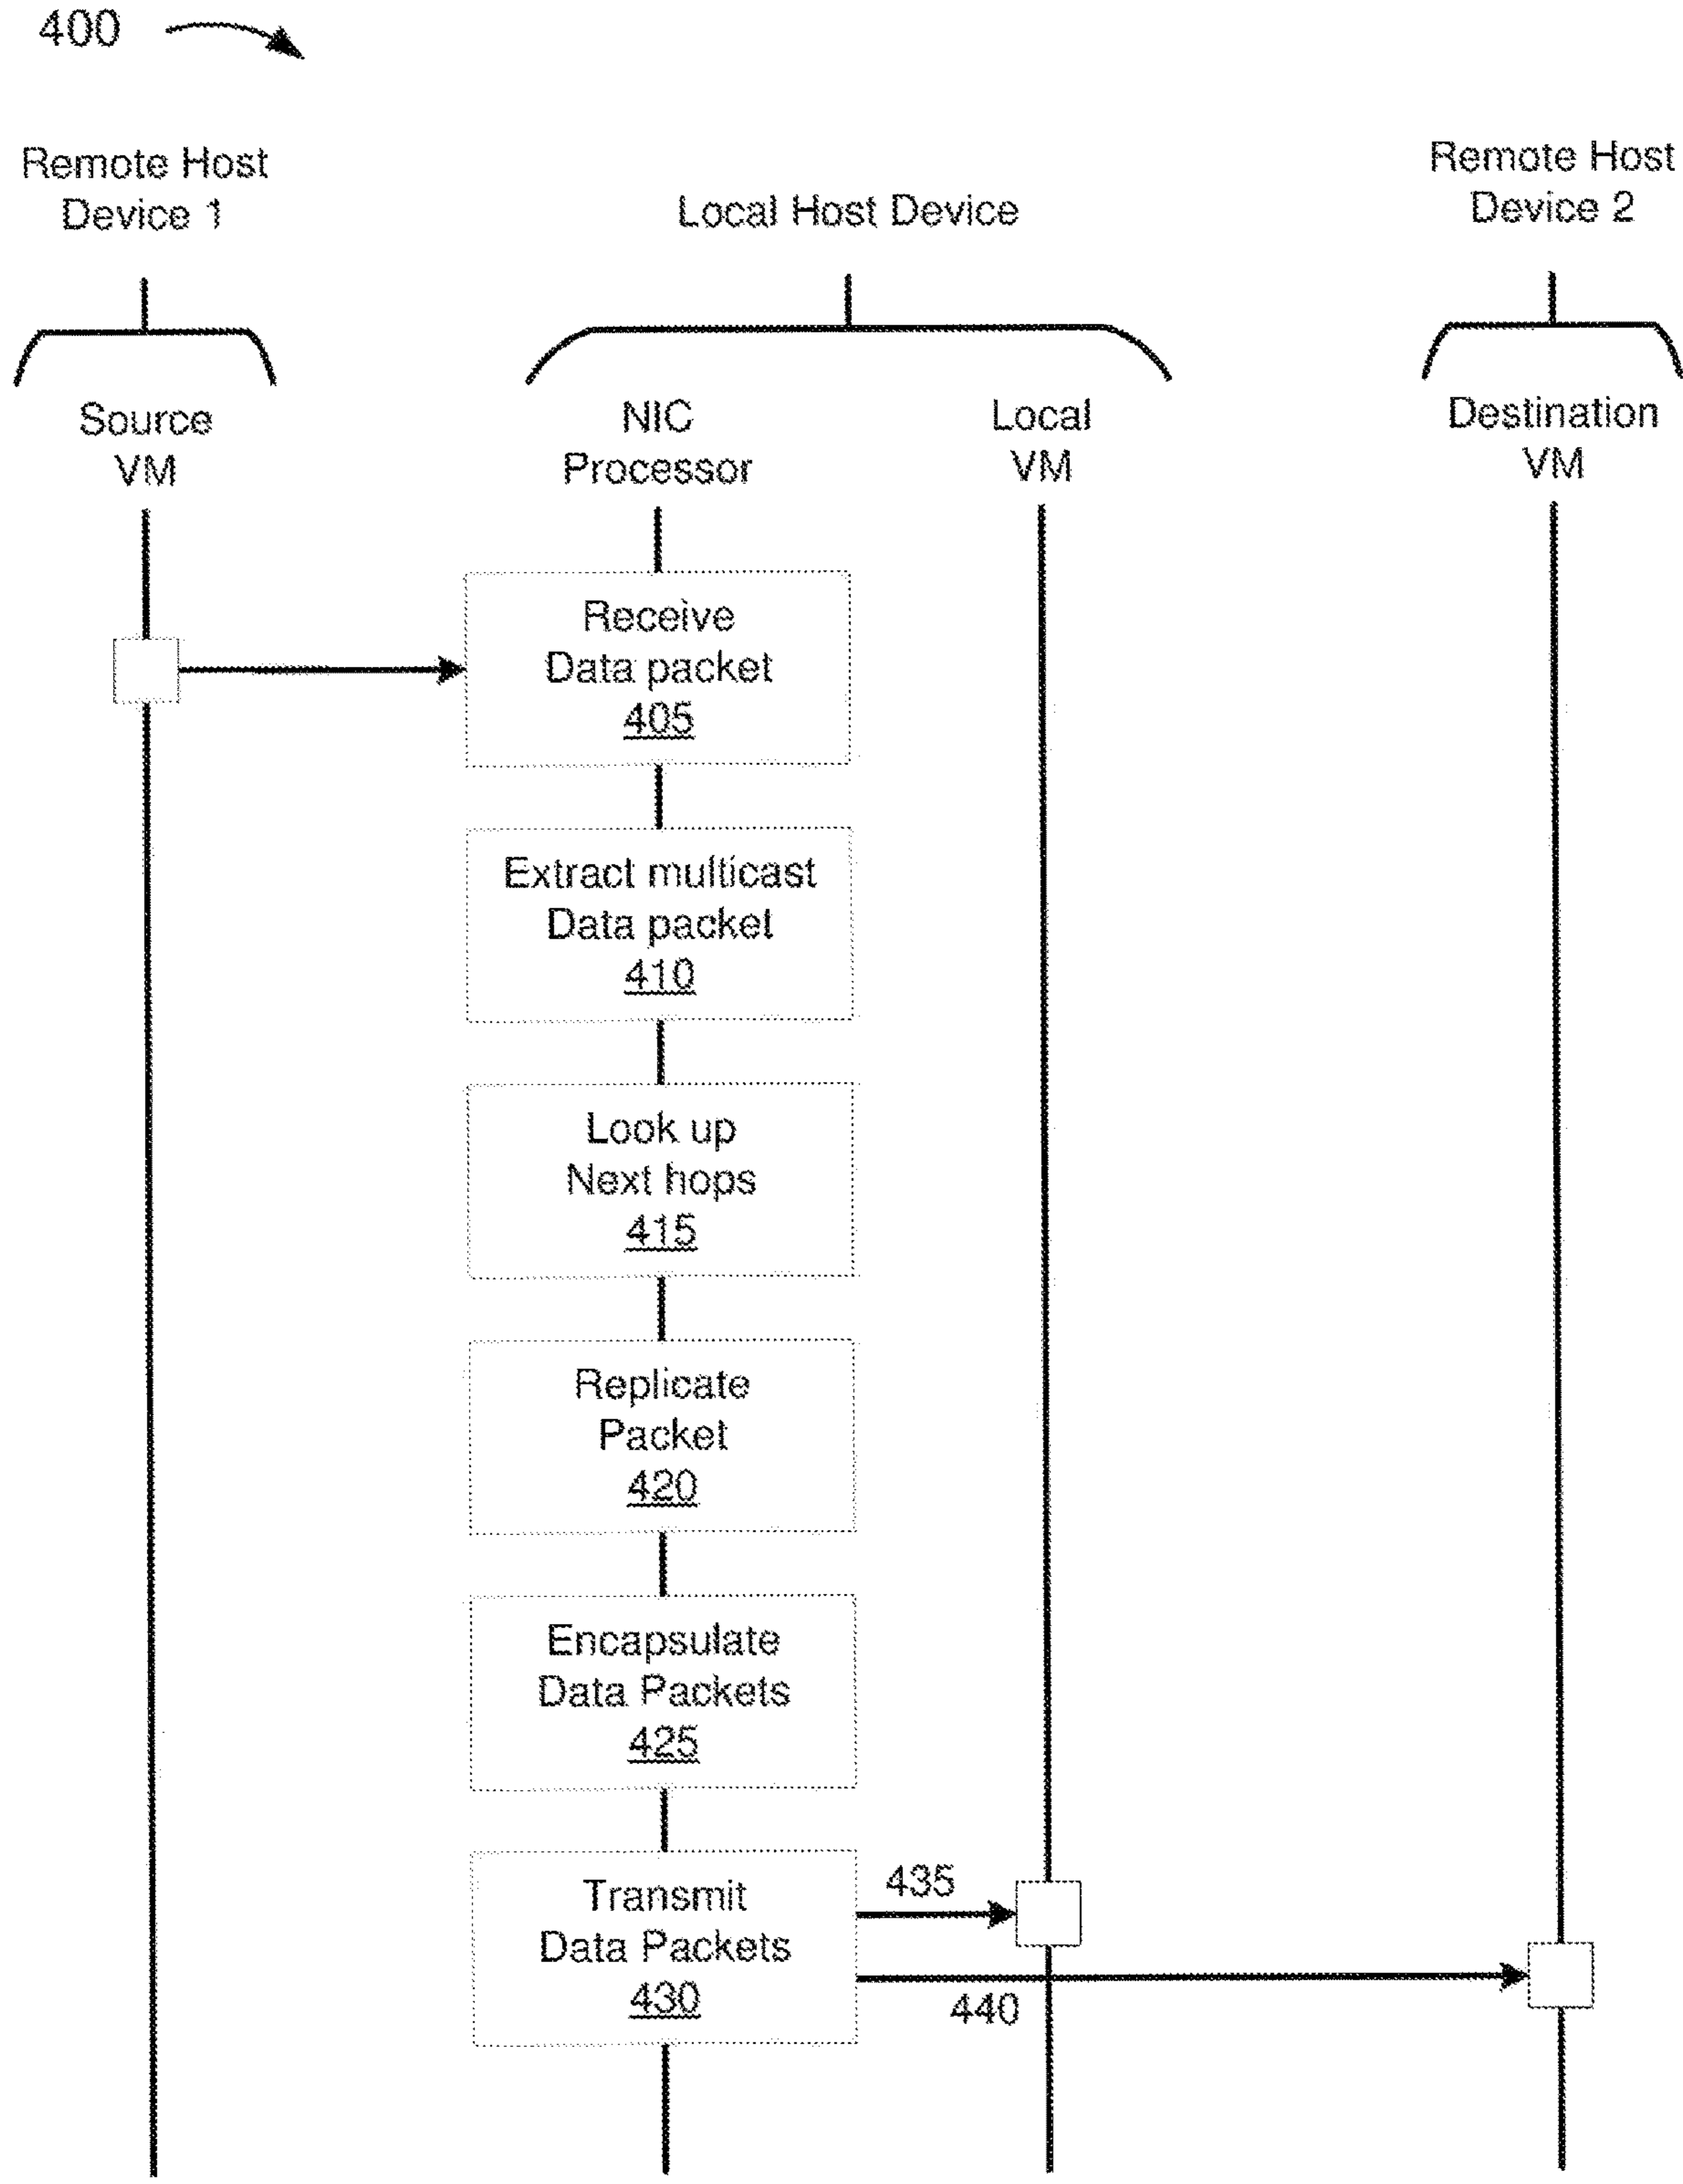 400
Remote Host
Device 1
Local Host Device
Remote Host
Device 2
Source
VM
NIC
Processor
Local
VM
Destination
VM
Receive
Data packet
405
Extract multicast
Data packet
410
Look up
Next hops
415
Replicate
Packet
420
Encapsulate
Data Packets
425
Transmit
Data Packets
430
435
440